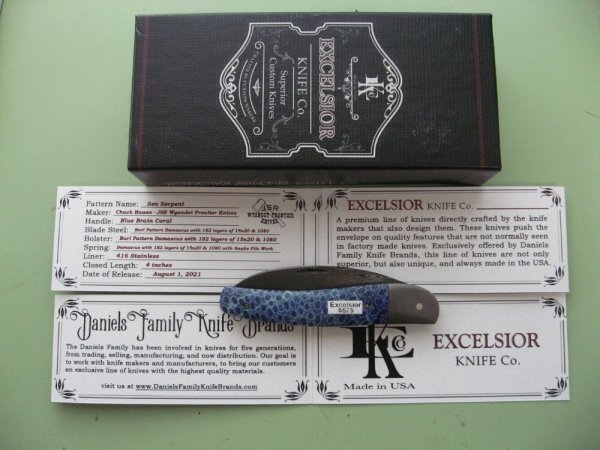 EXCELSIOR
KNIFE Co.
Superior
Custom Knives
Pattern Name: Sea Serpent
Maker: Chuck Hawes - JSR Wyandot Frontier Knives
Handle: Blue Brain Coral
Blade Steel: Burl Pattern Damascus with 182 layers of 15n20 & 1080
Bolster: Burl Pattern Damascus with 182 layers of 15n20 & 1080
Spring: Damascus with 182 layers of 15n20 & 1080 with Snake File Work
Liner: 416 Stainless
Closed Length: 4 inches
Date of Release: August 1, 2021
JSR
WYANDOT FRONTIER
KNIVES
EXCELSIOR KNIFE Co.
A premium line of knives directly crafted by the knife
makers that also design them. These knives push the
envelope on quality features that are not normally seen
in factory made knives. Exclusively offered by Daniels
Family Knife Brands, this line of knives are not only
superior, but also unique, and always made in the USA.
Daniels Family Knife Brands
The Daniels Family has been involved in knives for five generations,
from trading, selling, manufacturing, and now distribution. Our goal is
to work with knife makers and manufacturers, to bring our customers
an exclusive line of knives with the highest quality materials.
visit us at www.DanielsFamilyKnifeBrands.com
Excelsior
KCo
EXCELSIOR
KNIFE Co.
Made in USA